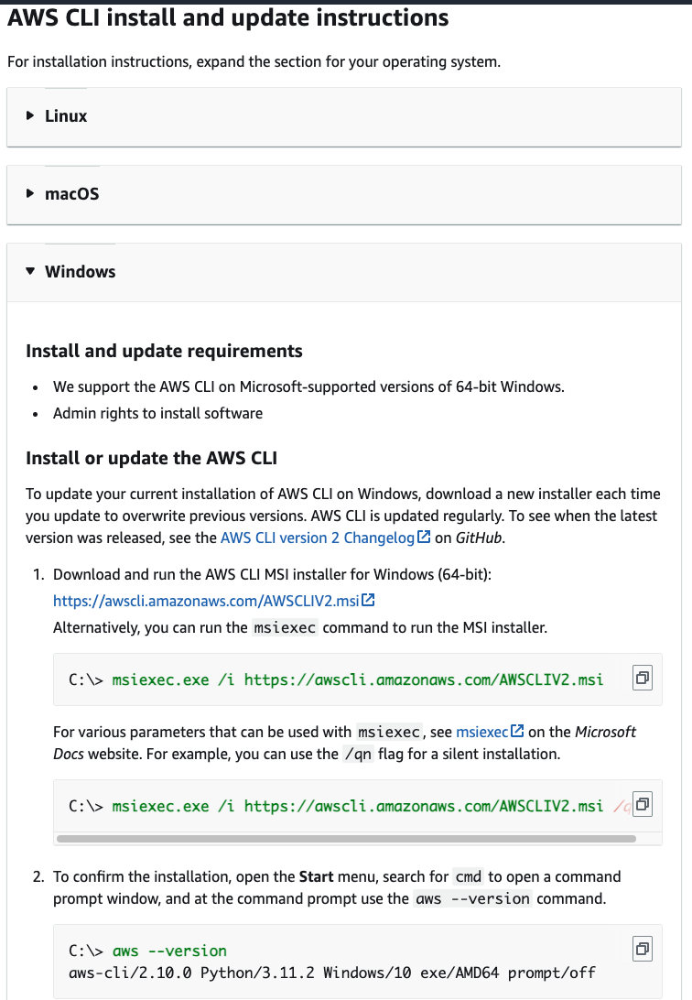 AWS CLI install and update instructions
For installation instructions, expand the section for your operating system.
Linux
macOS
Windows
Install and update requirements
• We support the AWS CLI on Microsoft-supported versions of 64-bit Windows.
• Admin rights to install software
Install or update the AWS CLI
To update your current installation of AWS CLI on Windows, download a new installer each time
you update to overwrite previous versions. AWS CLI is updated regularly. To see when the latest
version was released, see the AWS CLI version 2 Changelog on GitHub.
1. Download and run the AWS CLI MSI installer for Windows (64-bit):
https://awscli.amazonaws.com/AWSCLIV2.msi
Alternatively, you can run the msiexec command to run the MSI installer.
C:\> msiexec.exe /i https://awscli.amazonaws.com/AWSCLIV2.msi
For various parameters that can be used with msiexec, see msiexec on the Microsoft
Docs website. For example, you can use the /qn flag for a silent installation.
C:\> msiexec.exe /i https://awscli.amazonaws.com/AWSCLIV2.msi
2. To confirm the installation, open the Start menu, search for cmd to open a command
prompt window, and at the command prompt use the aws --version command.
C:\> aws --version
aws-cli/2.10.0 Python/3.11.2 Windows/10 exe/AMD64 prompt/off